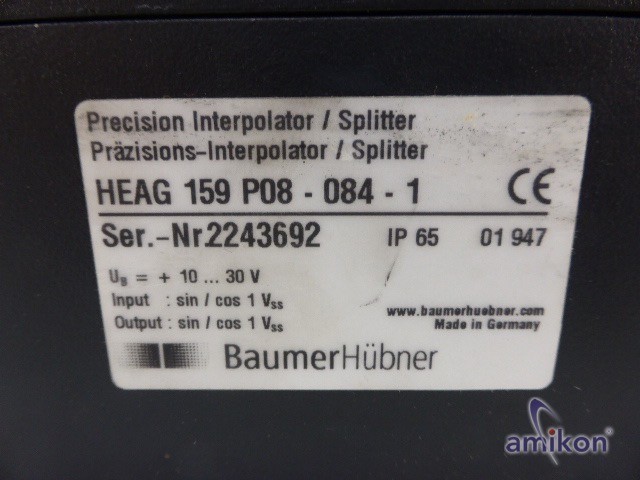 Precision Interpolator / Splitter
Präzisions-Interpolator / Splitter
HEAG 159 P08 - 084 - 1 CE
Ser.-Nr.2243692 IP 65 01 947
UB = + 10 ... 30 V
Input : sin / cos 1 Vss
Output : sin / cos 1 Vss
www.baumerhuebner.com
Made in Germany
BaumerHübner
amikon